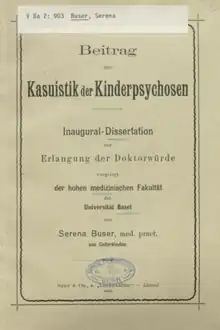 V Ba 2: 903 Buser, Serena
Beitrag
zur
Kasuistik der Kinderpsychosen
Inaugural-Dissertation
zur
Erlangung der Doktorwürde
vorgelegt
der hohen medizinischen Fakultät
der
Universität Basel
von
Serena Buser, med. pract.